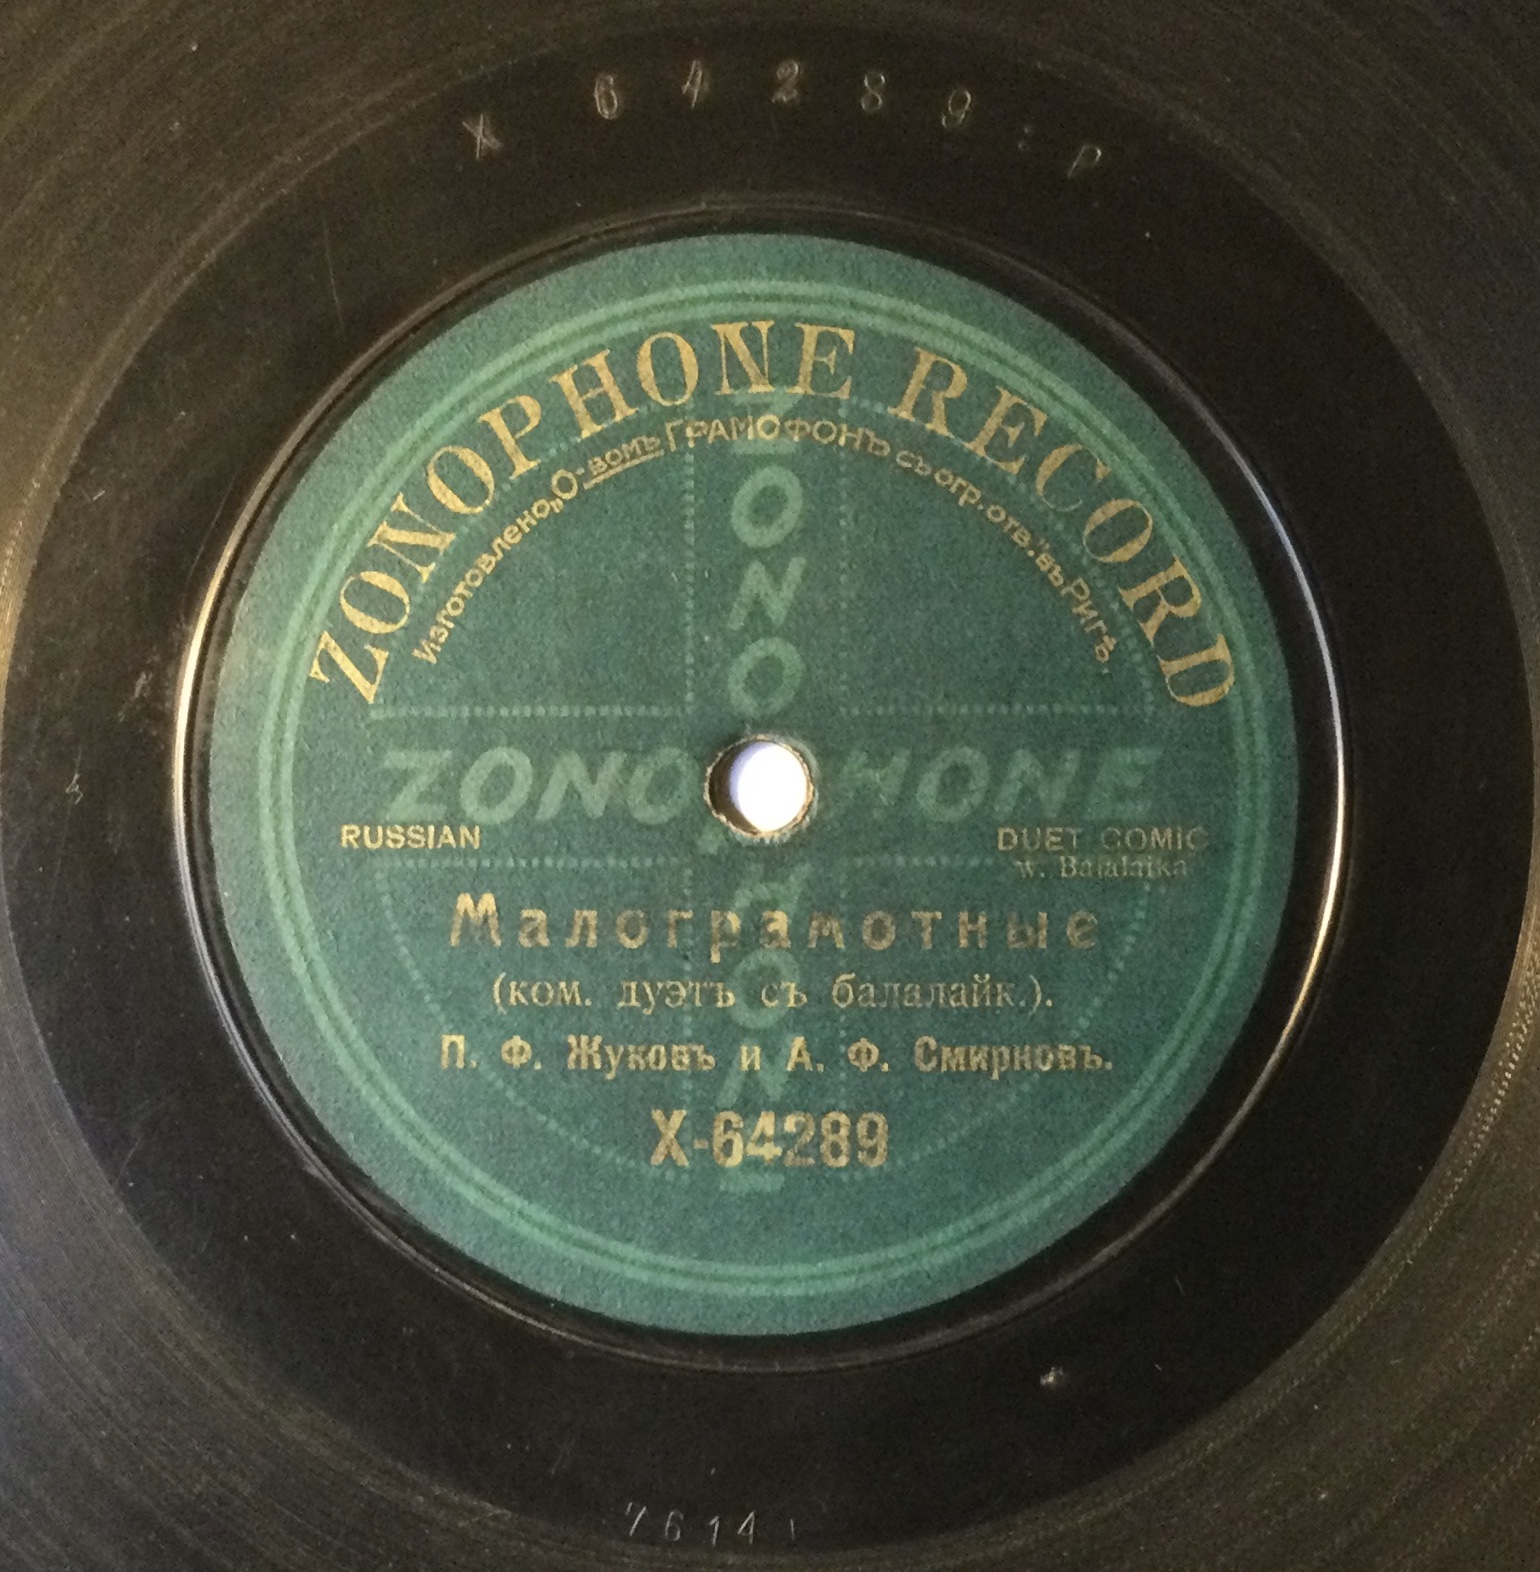 X 64289 P
ZONOPHONE RECORD
Изготовлено „О-вомъ ГРАМОФОНЪ съ огр. отв.“ въ Ригѣ.
ZONOPHONE
ZONOPHONE
RUSSIAN
DUET COMIC
w. Balalaika
Малограмотные
(ком. дуэтъ съ балалайк.).
П. Ф. Жуковъ и А. Ф. Смирновъ.
X-64289
7614 l